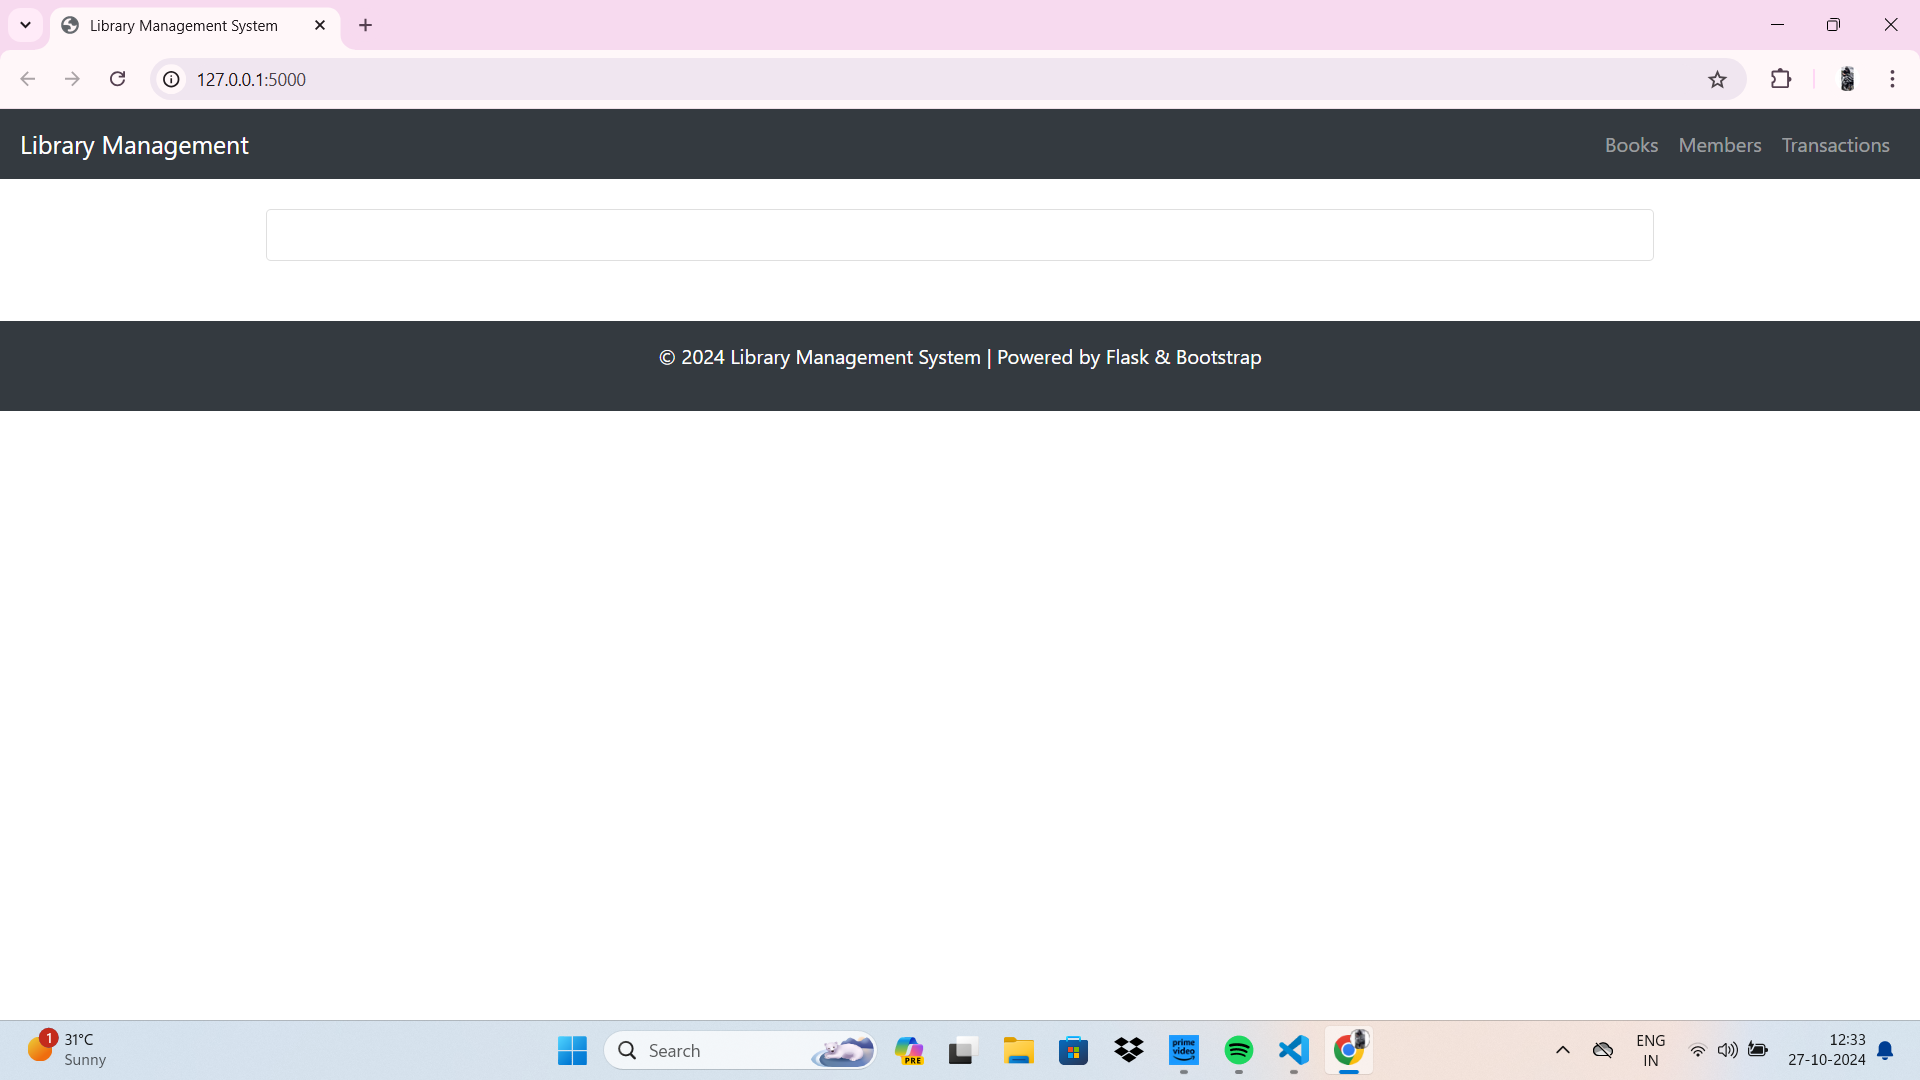 Library Management System
127.0.0.1:5000
Library Management
Books Members Transactions
© 2024 Library Management System | Powered by Flask & Bootstrap
1
31°C
Sunny
Search
PRE
prime
video
ENG
IN
12:33
27-10-2024